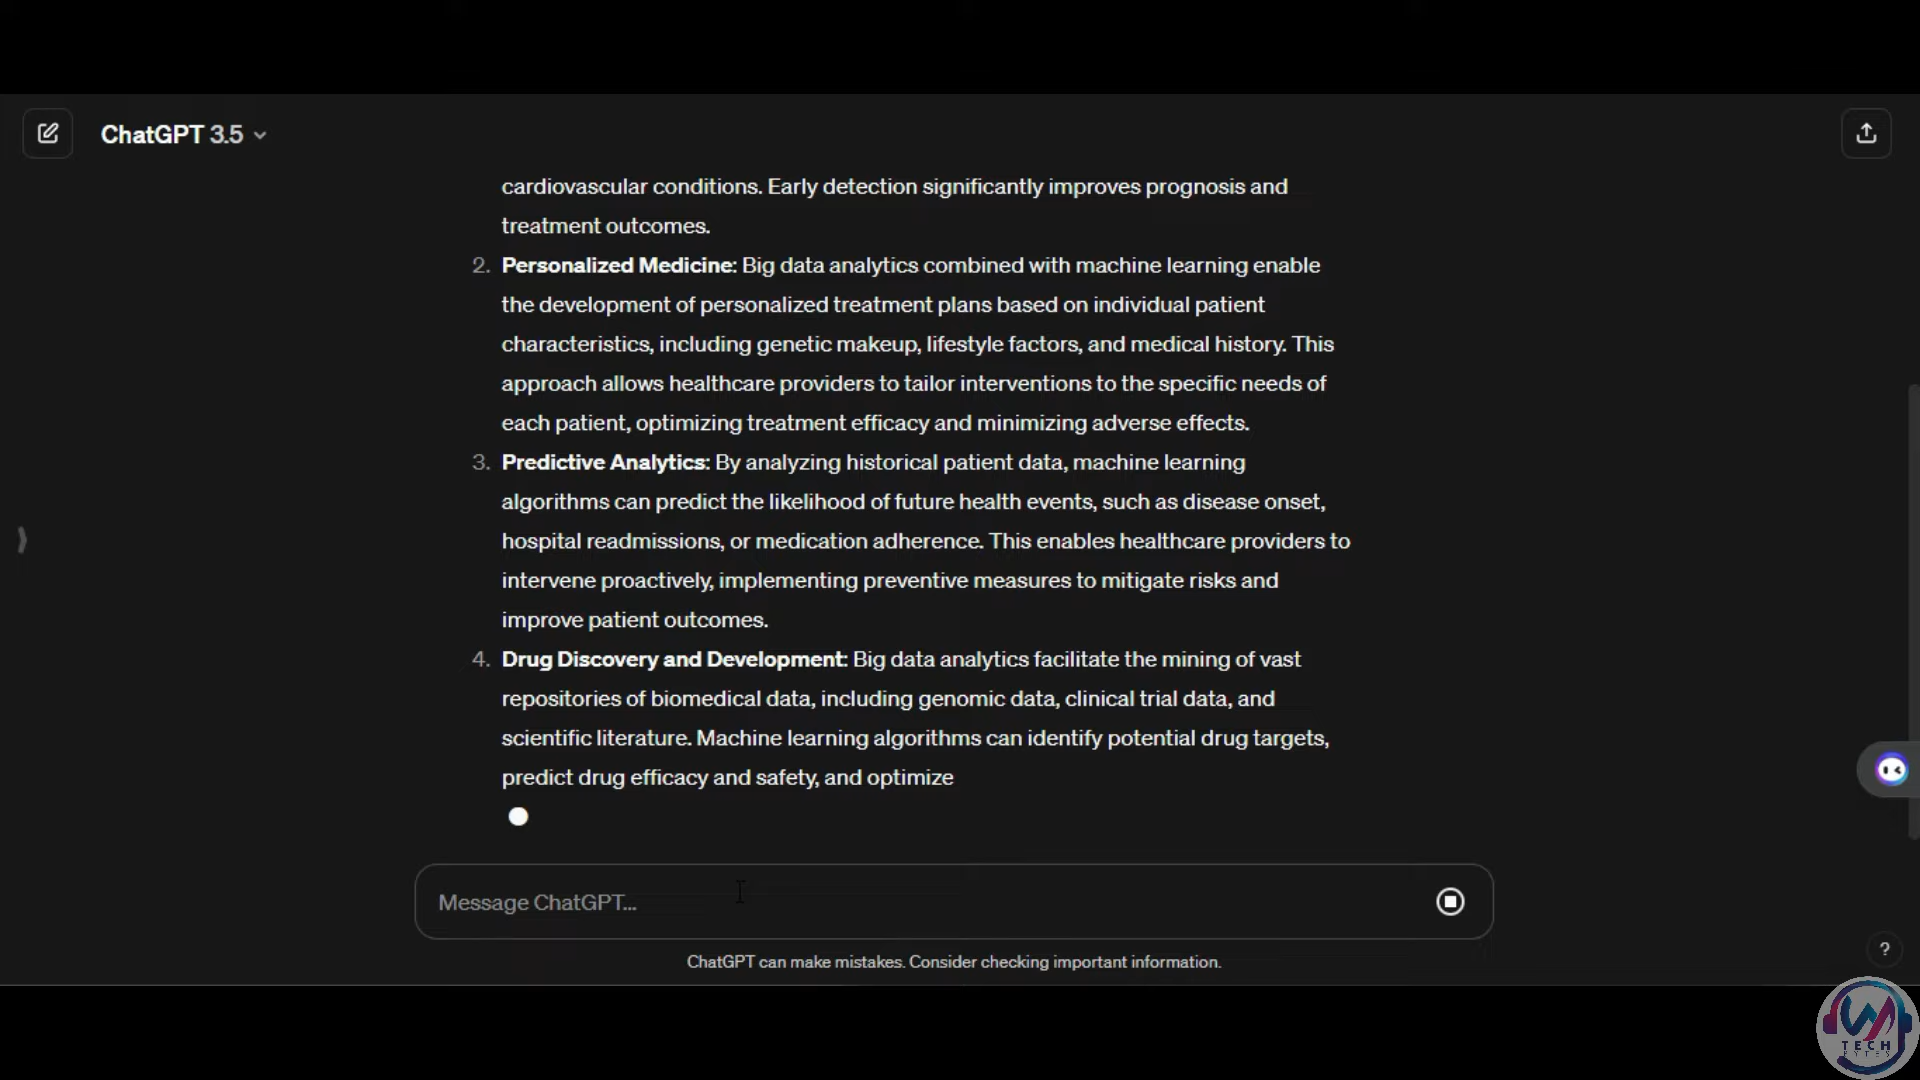 ChatGPT 3.5
cardiovascular conditions. Early detection significantly improves prognosis and
treatment outcomes.
2. Personalized Medicine: Big data analytics combined with machine learning enable
the development of personalized treatment plans based on individual patient
characteristics, including genetic makeup, lifestyle factors, and medical history. This
approach allows healthcare providers to tailor interventions to the specific needs of
each patient, optimizing treatment efficacy and minimizing adverse effects.
3. Predictive Analytics: By analyzing historical patient data, machine learning
algorithms can predict the likelihood of future health events, such as disease onset,
hospital readmissions, or medication adherence. This enables healthcare providers to
intervene proactively, implementing preventive measures to mitigate risks and
improve patient outcomes.
4. Drug Discovery and Development: Big data analytics facilitate the mining of vast
repositories of biomedical data, including genomic data, clinical trial data, and
scientific literature. Machine learning algorithms can identify potential drug targets,
predict drug efficacy and safety, and optimize
Message ChatGPT...
ChatGPT can make mistakes. Consider checking important information.
?
TECH
BYTES